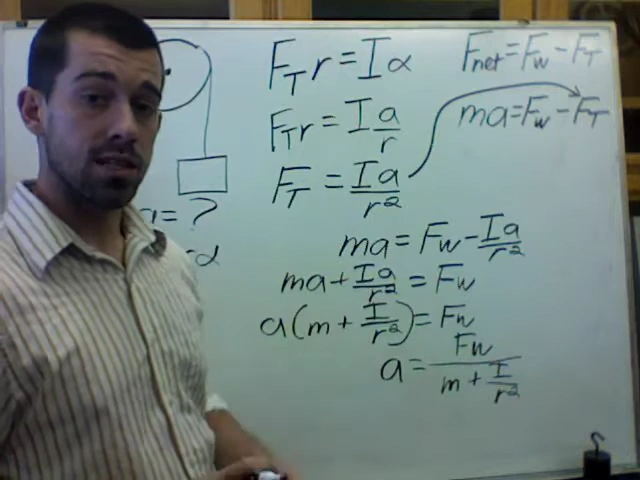 F_T r = Iα
F_net = F_W - F_T
F_T r = I a/r
ma = F_W - F_T
F_T = Ia/r²
a = ?
ma = F_W - Ia/r²
ma + Ia/r² = F_W
a(m + I/r²) = F_W
a = F_W/(m + I/r²)